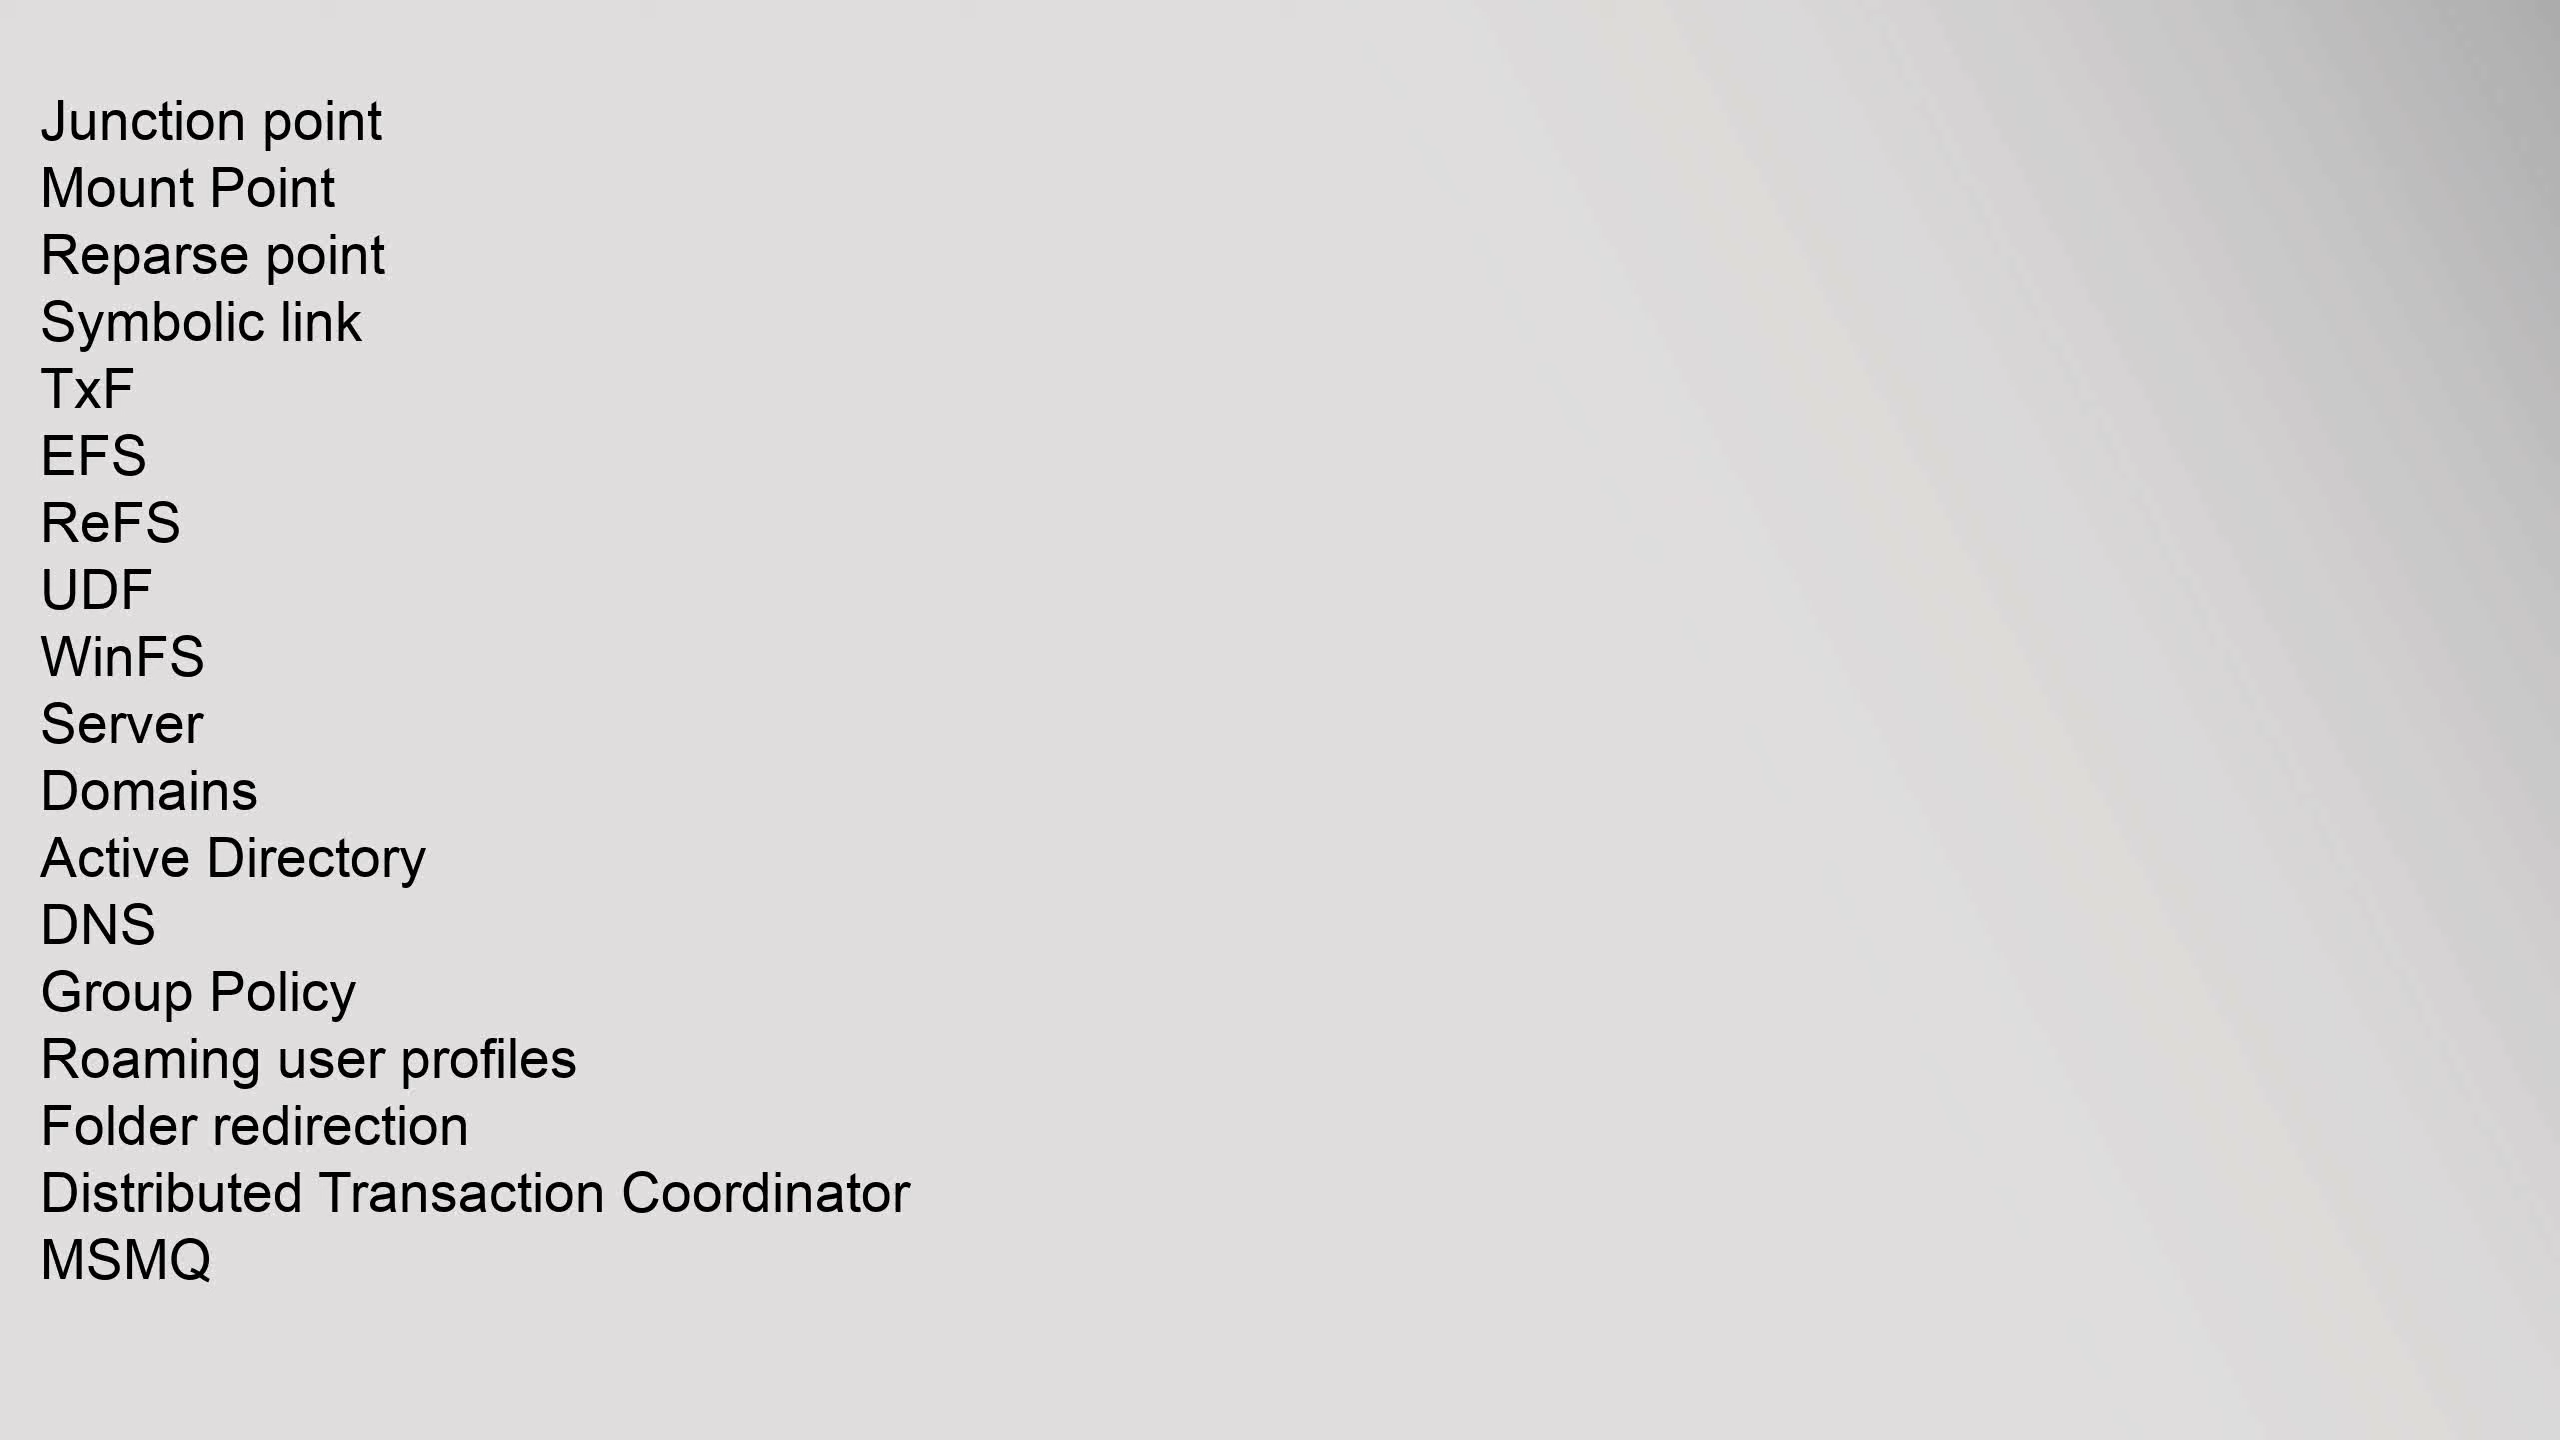 Junction point
Mount Point
Reparse point
Symbolic link
TxF
EFS
ReFS
UDF
WinFS
Server
Domains
Active Directory
DNS
Group Policy
Roaming user profiles
Folder redirection
Distributed Transaction Coordinator
MSMQ